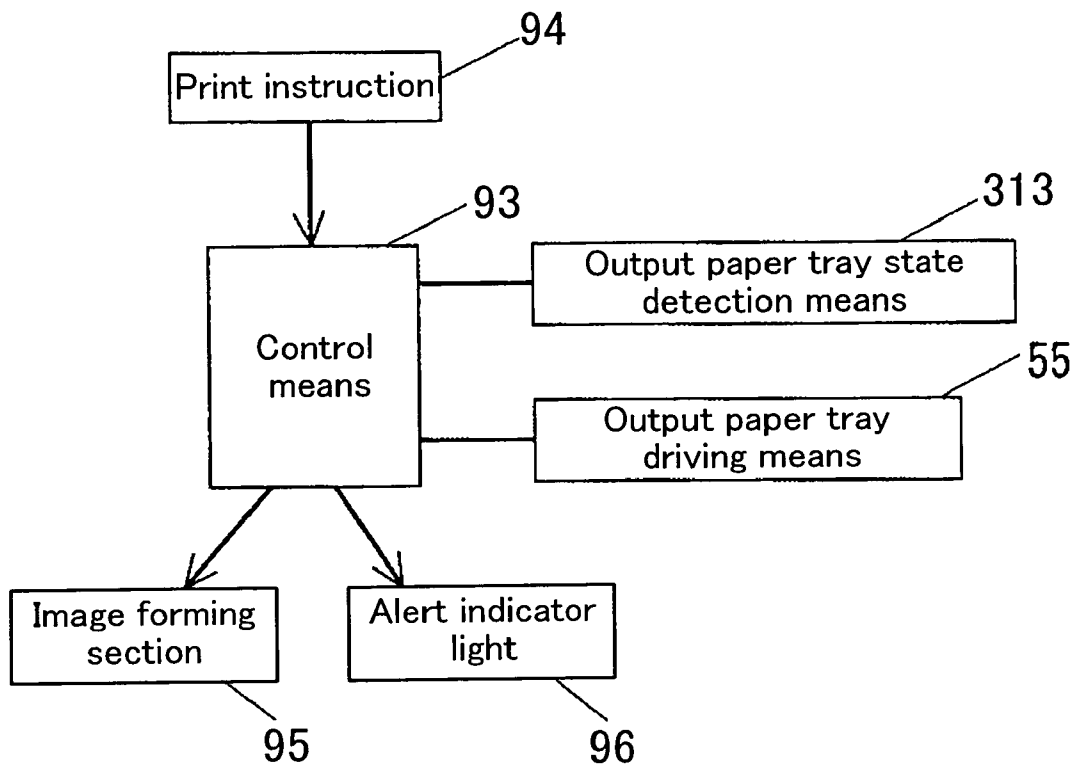 94
Print instruction
93
313
Output paper tray state
detection means
Control
means
55
Output paper tray
driving means
Image forming
section
Alert indicator
light
95
96